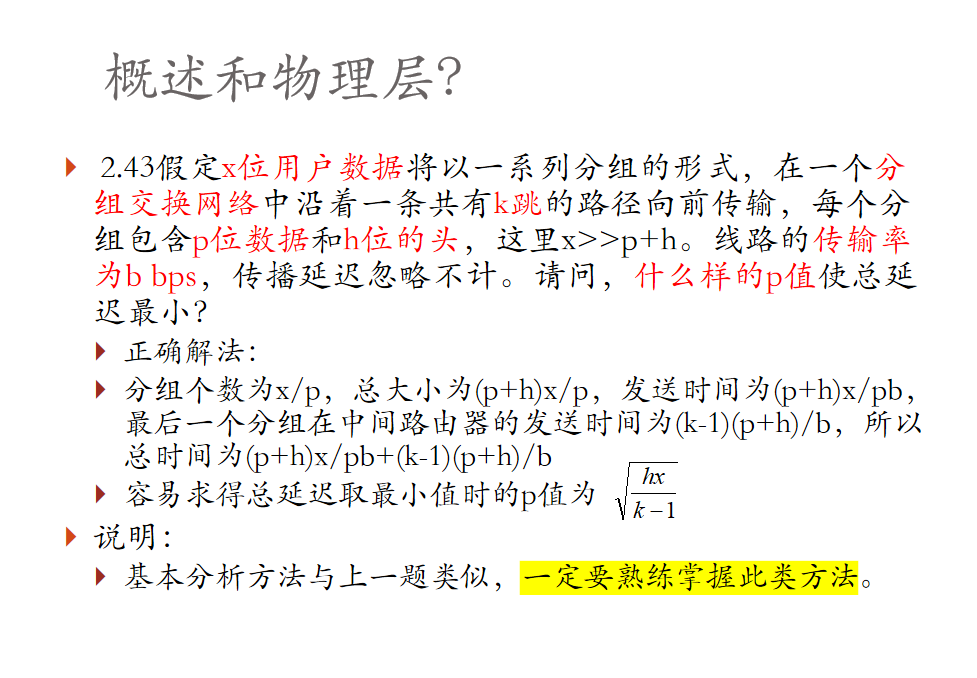 概述和物理层?
2.43假定x位用户数据将以一系列分组的形式，在一个分
组交换网络中沿着一条共有k跳的路径向前传输，每个分
组包含p位数据和h位的头，这里x>>p+h。线路的传输率
为b bps，传播延迟忽略不计。请问，什么样的p值使总延
迟最小?
正确解法：
分组个数为x/p，总大小为(p+h)x/p，发送时间为(p+h)x/pb，
最后一个分组在中间路由器的发送时间为(k-1)(p+h)/b，所以
总时间为(p+h)x/pb+(k-1)(p+h)/b
容易求得总延迟取最小值时的p值为 √(hx/(k−1))
说明：
基本分析方法与上一题类似，一定要熟练掌握此类方法。